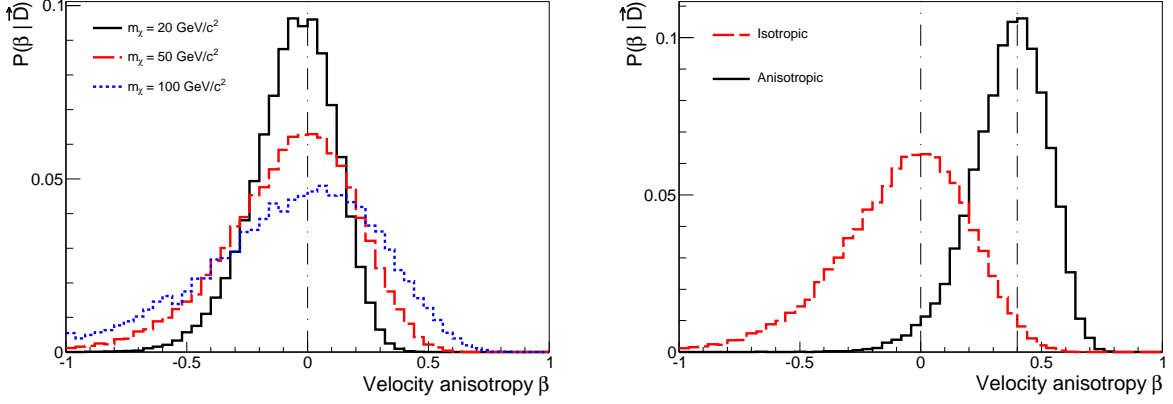 P(β | D⃗)
0.1
0.05
0
m_χ = 20 GeV/c²
m_χ = 50 GeV/c²
m_χ = 100 GeV/c²
-1 -0.5 0 0.5 1
Velocity anisotropy β
P(β | D⃗)
0.1
0.05
0
Isotropic
Anisotropic
-1 -0.5 0 0.5 1
Velocity anisotropy β